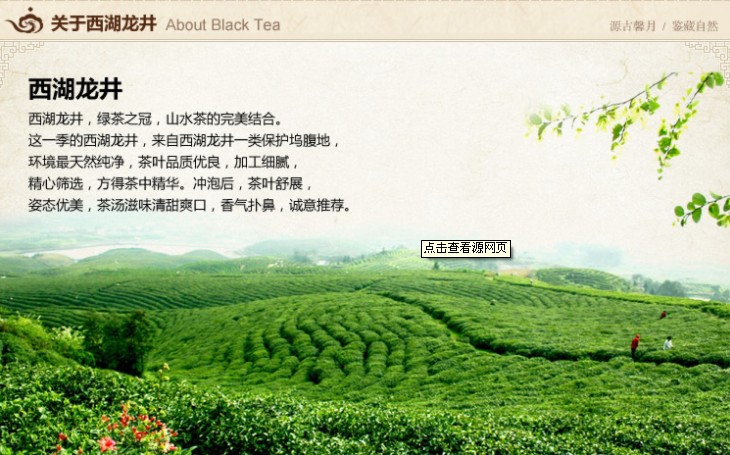 关于西湖龙井 About Black Tea
源古馨月 / 鉴藏自然
西湖龙井
西湖龙井，绿茶之冠，山水茶的完美结合。
这一季的西湖龙井，来自西湖龙井一类保护坞腹地，
环境最天然纯净，茶叶品质优良，加工细腻，
精心筛选，方得茶中精华。冲泡后，茶叶舒展，
姿态优美，茶汤滋味清甜爽口，香气扑鼻，诚意推荐。
点击查看源网页